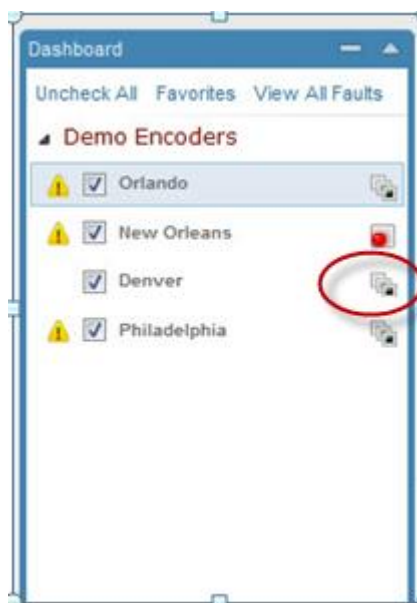 Dashboard
Uncheck All Favorites View All Faults
Demo Encoders
Orlando
New Orleans
Denver
Philadelphia